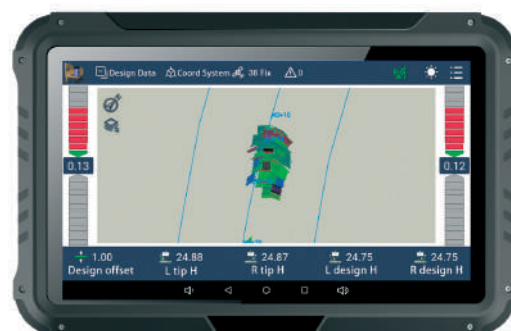 Design Data Coord System 38 Fix 0
0.13
0.12
1.00 24.88 24.87 24.75 24.75
Design offset L tip H R tip H L design H R design H